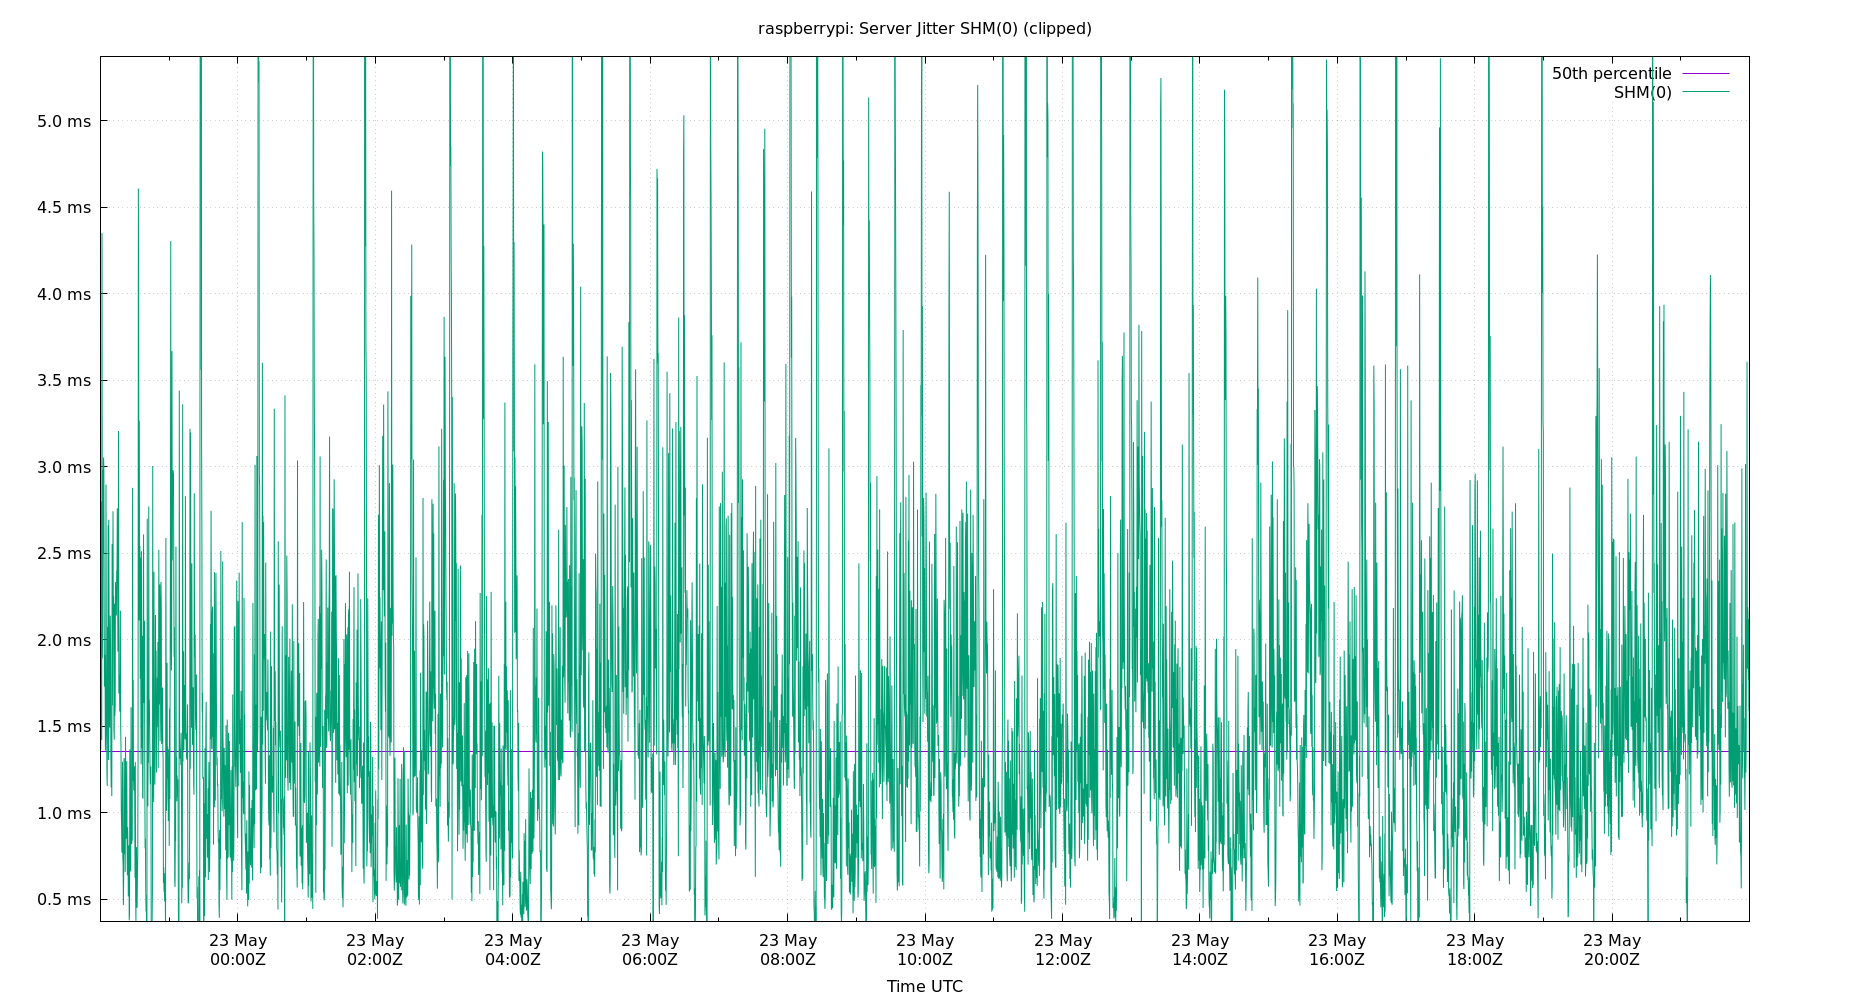 raspberrypi: Server Jitter SHM(0) (clipped)
50th percentile
SHM(0)
5.0 ms
4.5 ms
4.0 ms
3.5 ms
3.0 ms
2.5 ms
2.0 ms
1.5 ms
1.0 ms
0.5 ms
23 May 23 May 23 May 23 May 23 May 23 May 23 May 23 May 23 May 23 May 23 May
00:00Z 02:00Z 04:00Z 06:00Z 08:00Z 10:00Z 12:00Z 14:00Z 16:00Z 18:00Z 20:00Z
Time UTC